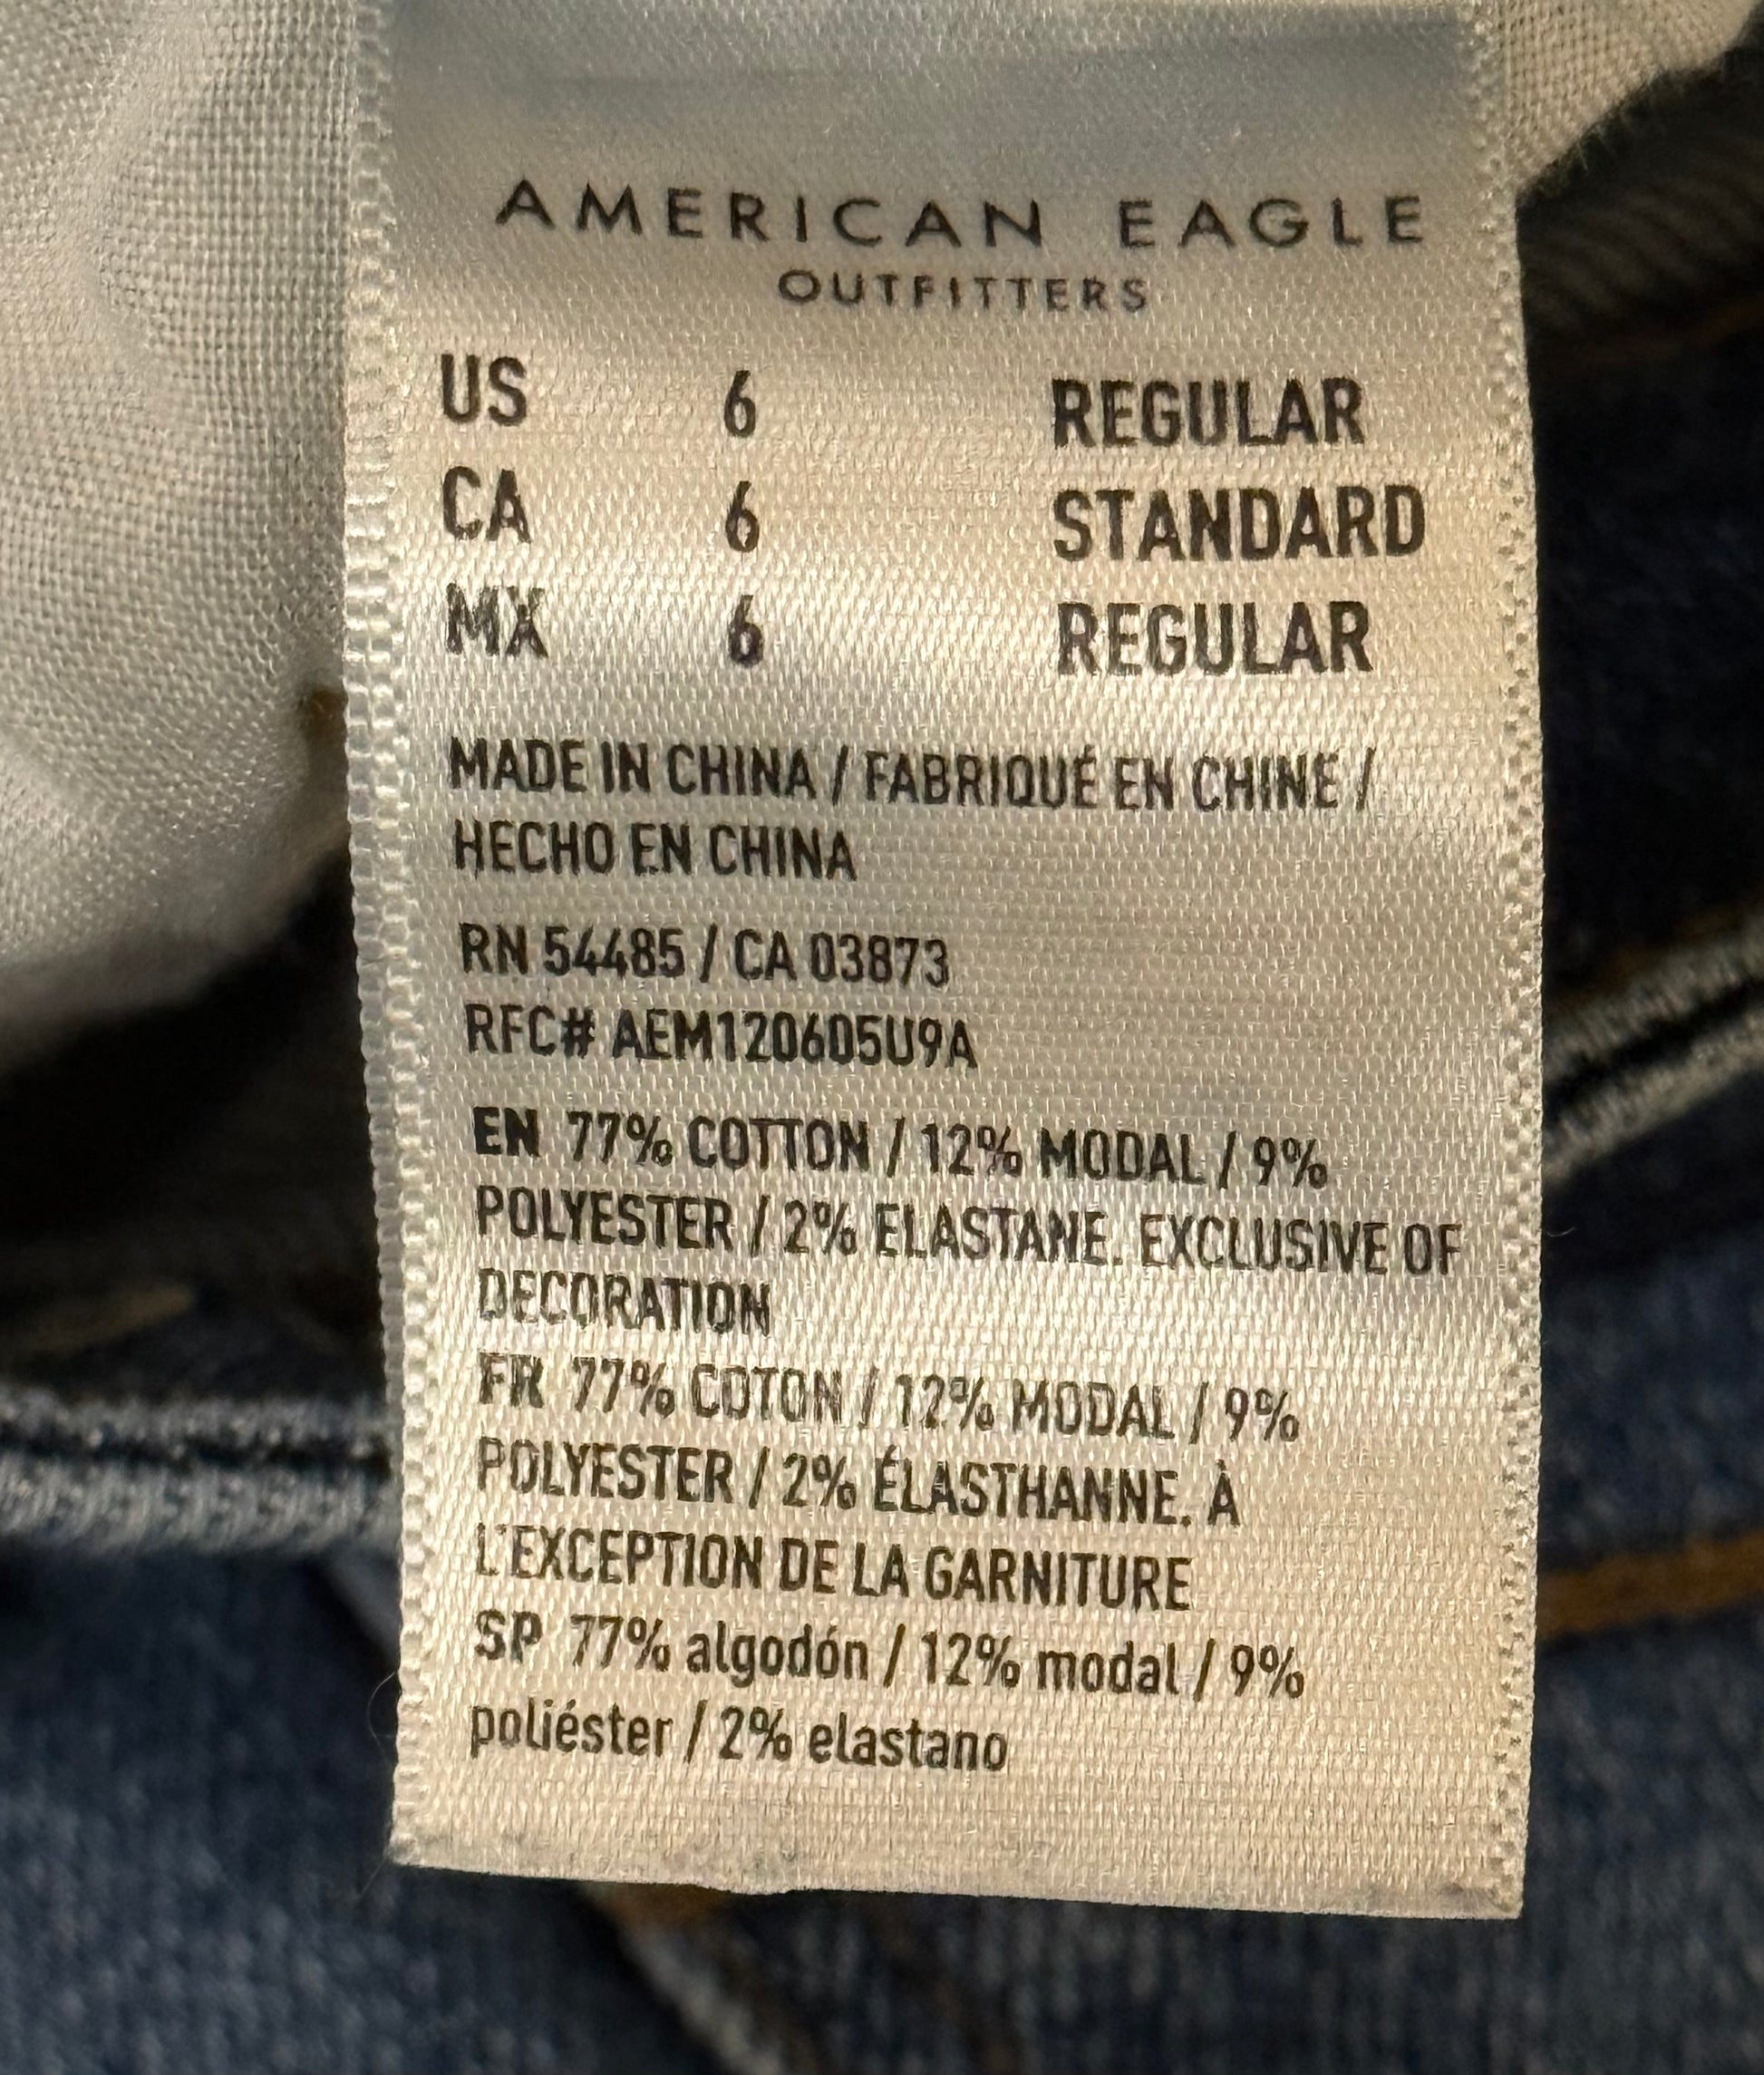 AMERICAN EAGLE
OUTFITTERS
US 6 REGULAR
CA 6 STANDARD
MX 6 REGULAR
MADE IN CHINA / FABRIQUÉ EN CHINE /
HECHO EN CHINA
RN 54485 / CA 03873
RFC# AEM120605U9A
EN 77% COTTON / 12% MODAL / 9%
POLYESTER / 2% ELASTANE. EXCLUSIVE OF
DECORATION
FR 77% COTON / 12% MODAL / 9%
POLYESTER / 2% ÉLASTHANNE. À
L'EXCEPTION DE LA GARNITURE
SP 77% algodón / 12% modal / 9%
poliéster / 2% elastano